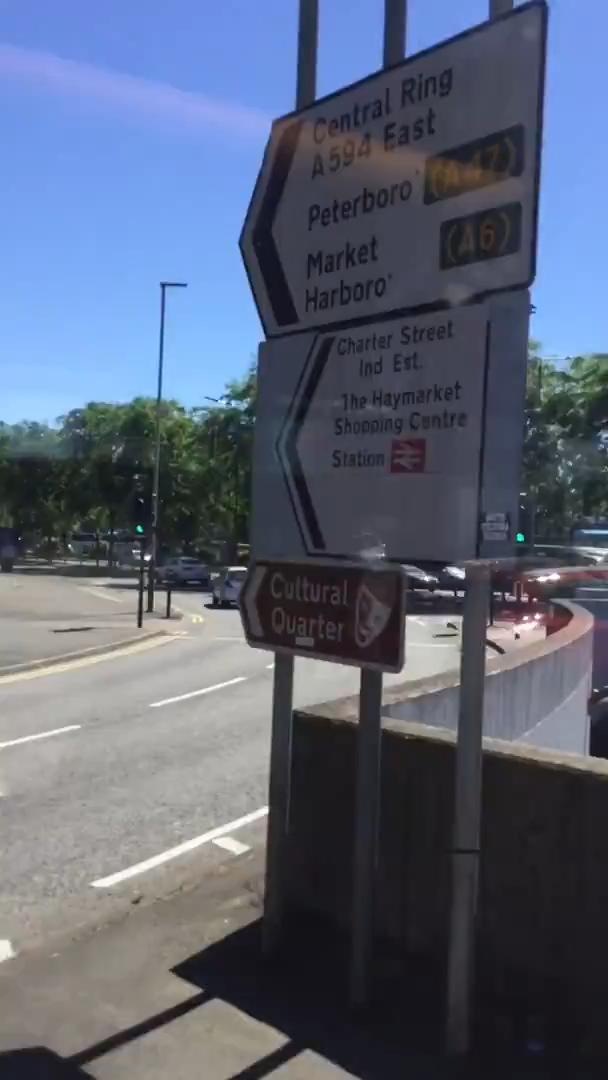 Central Ring
A594 East
Peterboro' (A47)
Market
Harboro' (A6)
Charter Street
Ind Est.
The Haymarket
Shopping Centre
Station
Cultural
Quarter